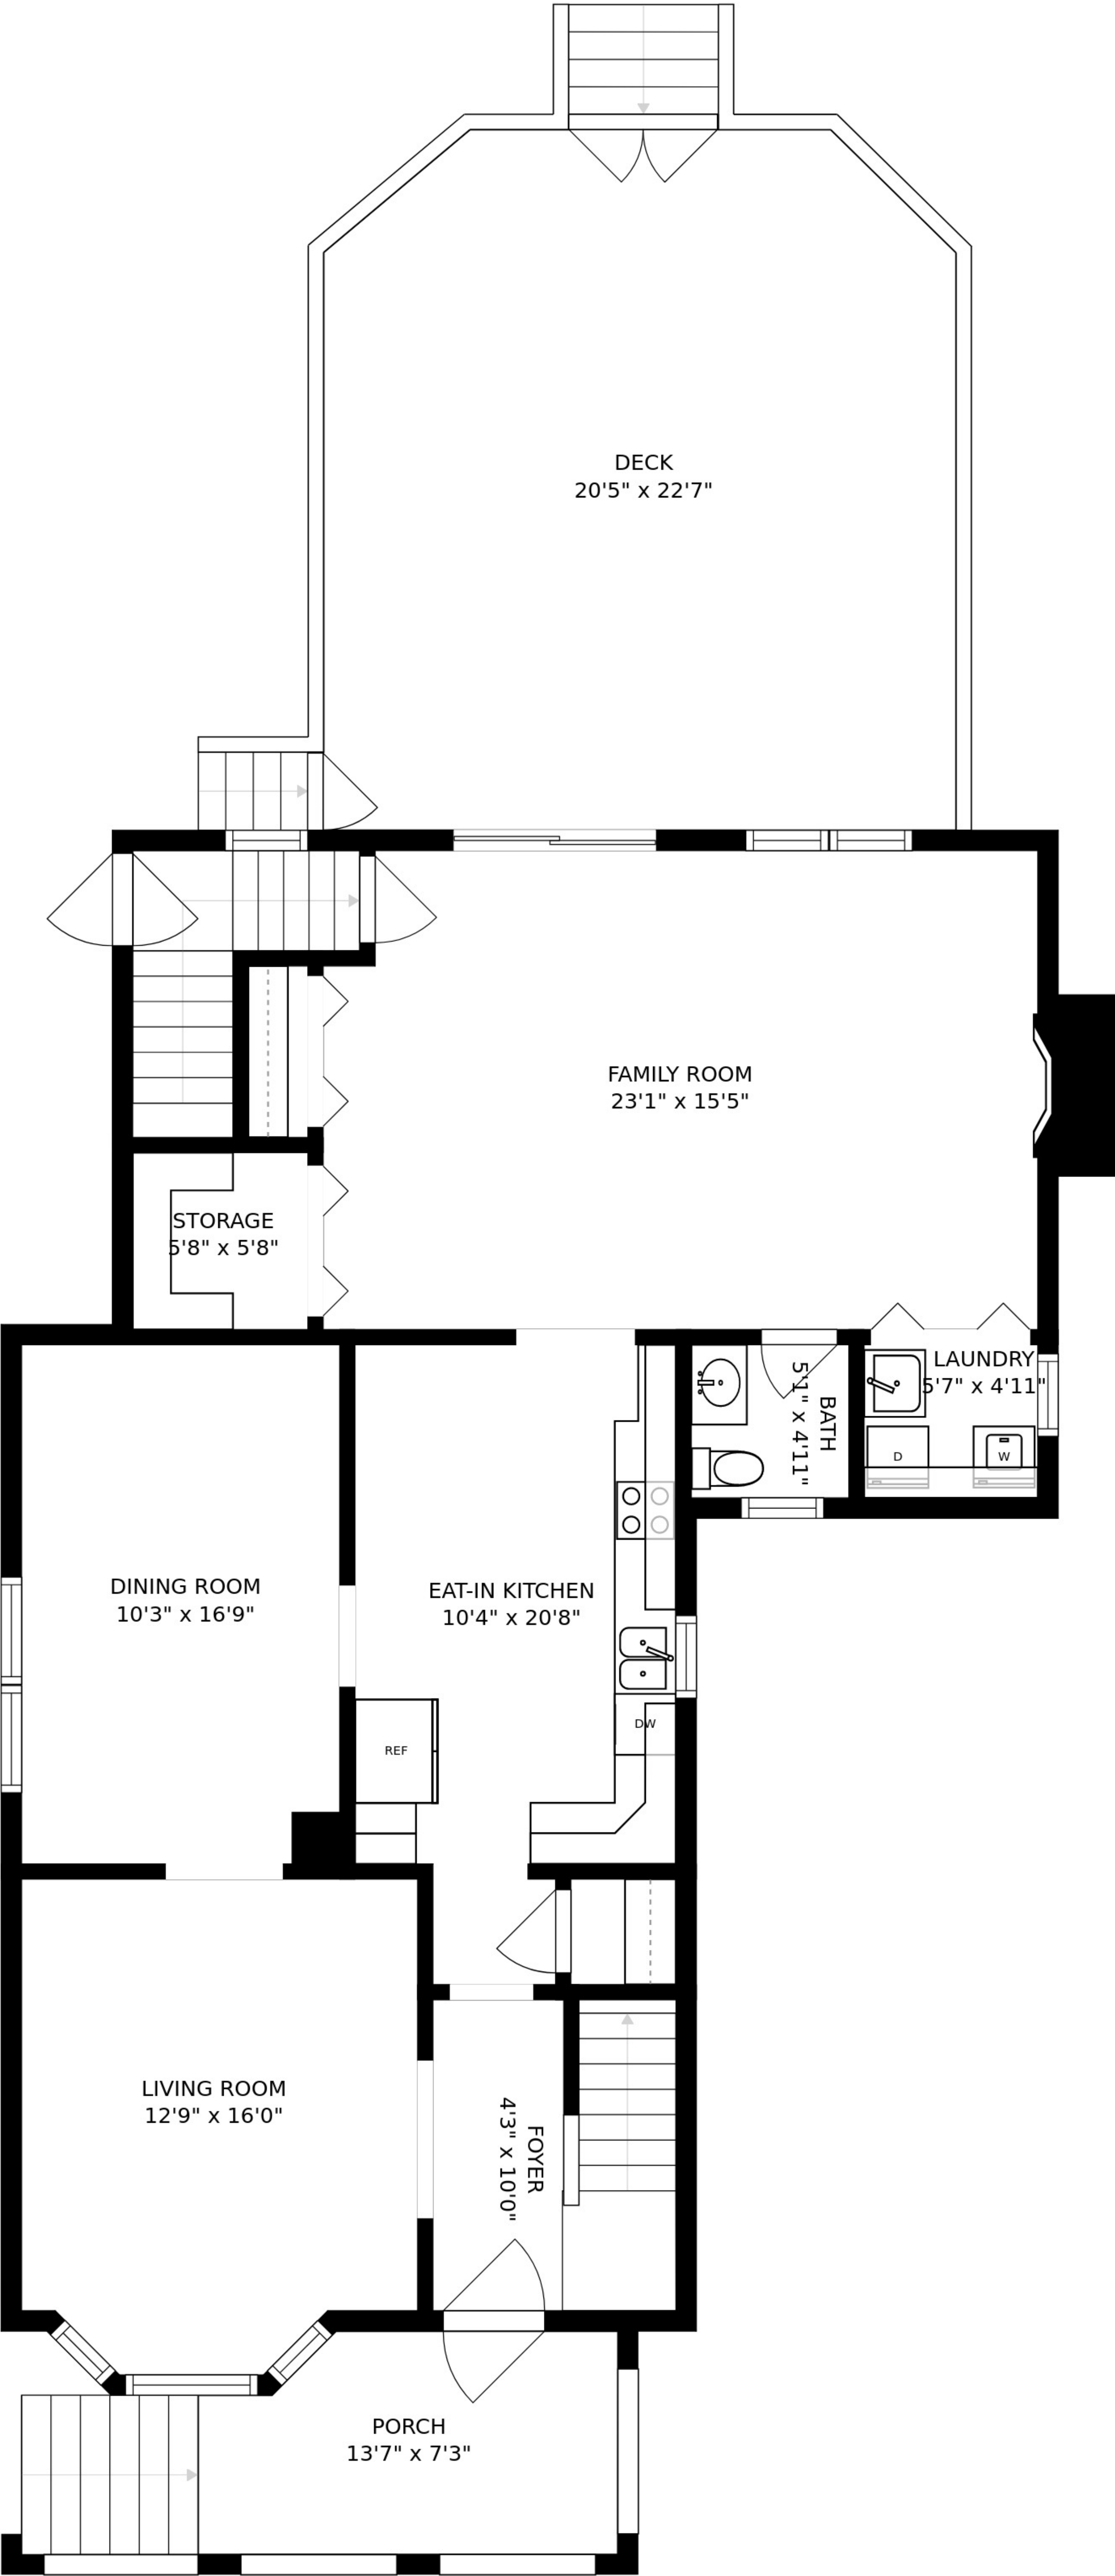 DECK
20'5" x 22'7"
FAMILY ROOM
23'1" x 15'5"
STORAGE
5'8" x 5'8"
LAUNDRY
5'7" x 4'11"
BATH
5'1" x 4'11"
D
W
DINING ROOM
10'3" x 16'9"
EAT-IN KITCHEN
10'4" x 20'8"
DW
REF
LIVING ROOM
12'9" x 16'0"
FOYER
4'3" x 10'0"
PORCH
13'7" x 7'3"